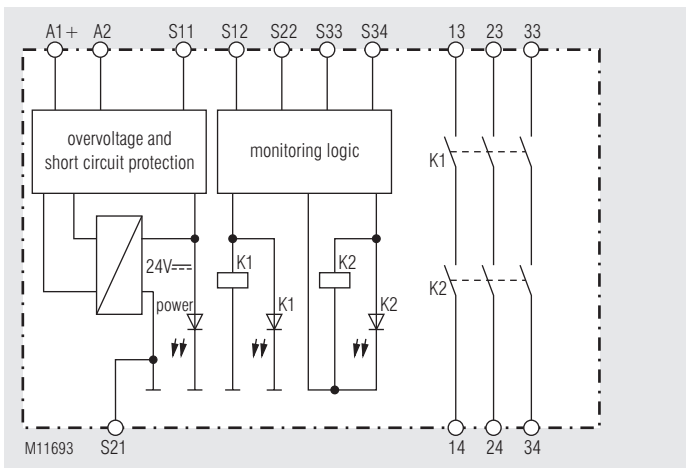 A1+ A2 S11 S12 S22 S33 S34 13 23 33
overvoltage and
short circuit protection
monitoring logic
K1
24V K1 K2
K2
power K1 K2
M11693 S21 14 24 34